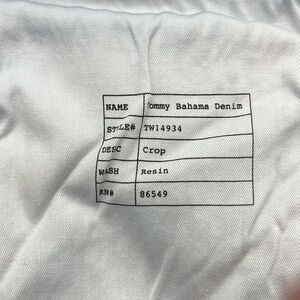 NAME Tommy Bahama Denim
STYLE# TW14934
DESC Crop
WASH Resin
RN# 86549